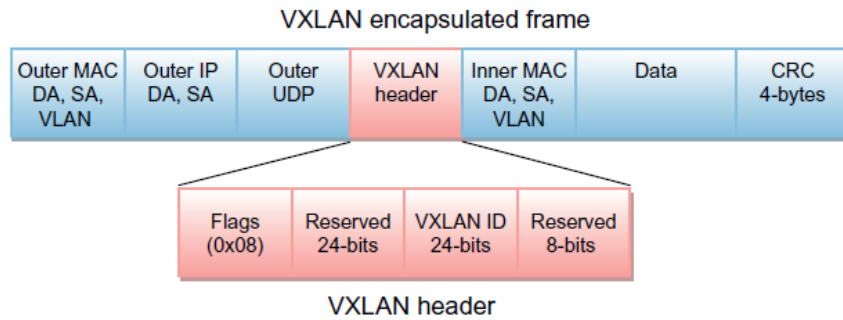 VXLAN encapsulated frame
Outer MAC
DA, SA,
VLAN
Outer IP
DA, SA
Outer
UDP
VXLAN
header
Inner MAC
DA, SA,
VLAN
Data
CRC
4-bytes
Flags
(0x08)
Reserved
24-bits
VXLAN ID
24-bits
Reserved
8-bits
VXLAN header